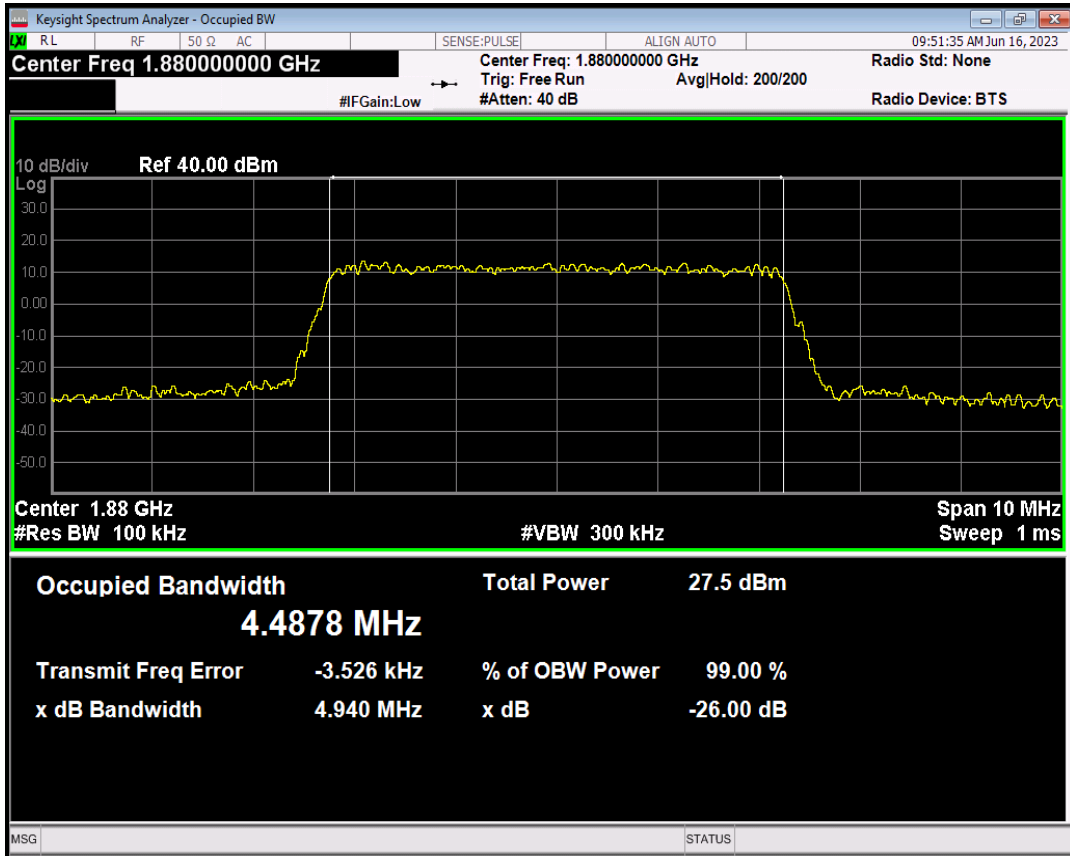 Keysight Spectrum Analyzer - Occupied BW
LXI RL RF 50 Ω AC SENSE:PULSE ALIGN AUTO 09:51:35 AM Jun 16, 2023
Center Freq 1.880000000 GHz Center Freq: 1.880000000 GHz Radio Std: None
Trig: Free Run Avg|Hold: 200/200
#IFGain:Low #Atten: 40 dB Radio Device: BTS
10 dB/div Ref 40.00 dBm
Log
30.0
20.0
10.0
0.00
-10.0
-20.0
-30.0
-40.0
-50.0
Center 1.88 GHz Span 10 MHz
#Res BW 100 kHz #VBW 300 kHz Sweep 1 ms
Occupied Bandwidth Total Power 27.5 dBm
4.4878 MHz
Transmit Freq Error -3.526 kHz % of OBW Power 99.00 %
x dB Bandwidth 4.940 MHz x dB -26.00 dB
MSG STATUS